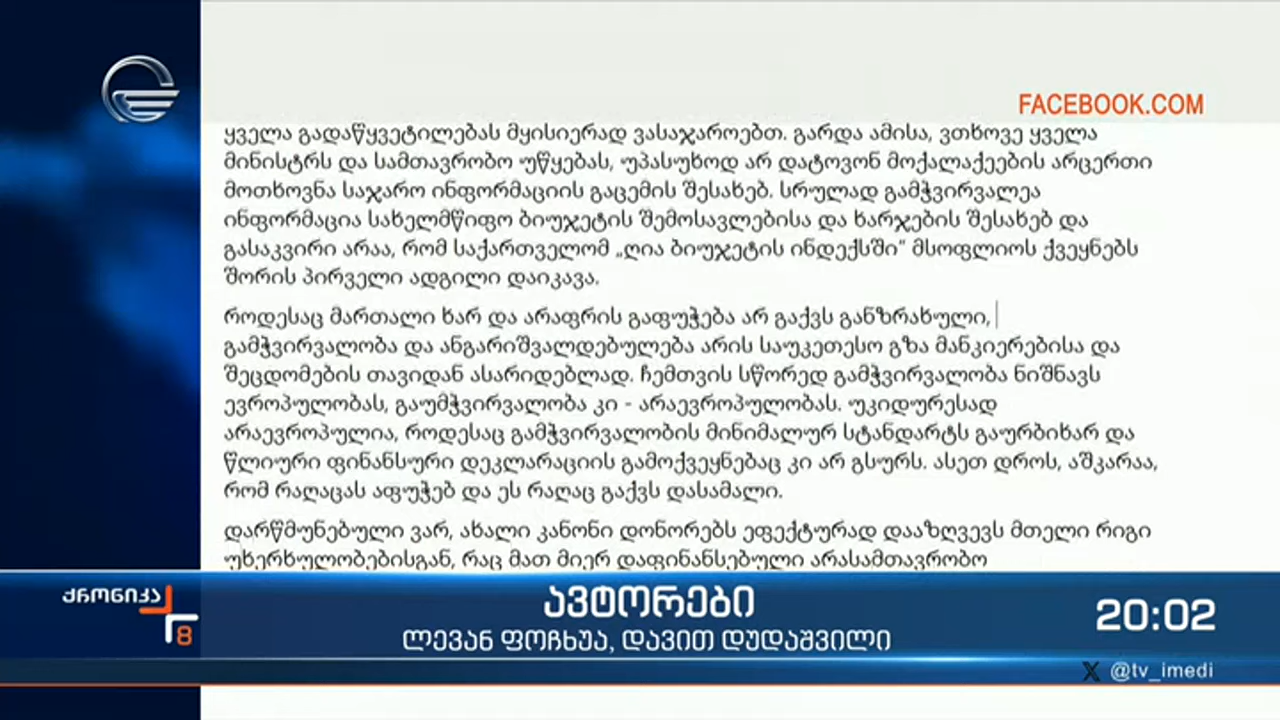 FACEBOOK.COM
ყველა გადაწყვეტილებას მყისიერად ვასაჯაროებთ. გარდა ამისა, ვთხოვე ყველა
მინისტრს და სამთავრობო უწყებას, უპასუხოდ არ დატოვონ მოქალაქეების არცერთი
მოთხოვნა საჯარო ინფორმაციის გაცემის შესახებ. სრულად გამჭვირვალეა
ინფორმაცია სახელმწიფო ბიუჯეტის შემოსავლებისა და ხარჯების შესახებ და
გასაკვირი არაა, რომ საქართველომ „ღია ბიუჯეტის ინდექსში“ მსოფლიოს ქვეყნებს
შორის პირველი ადგილი დაიკავა.
როდესაც მართალი ხარ და არაფრის გაფუჭება არ გაქვს განზრახული,
გამჭვირვალობა და ანგარიშვალდებულება არის საუკეთესო გზა მანკიერებისა და
შეცდომების თავიდან ასარიდებლად. ჩემთვის სწორედ გამჭვირვალობა ნიშნავს
ევროპულობას, გაუმჭვირვალობა კი - არაევროპულობას. უკიდურესად
არაევროპულია, როდესაც გამჭვირვალობის მინიმალურ სტანდარტს გაურბიხარ და
წლიური ფინანსური დეკლარაციის გამოქვეყნებაც კი არ გსურს. ასეთ დროს, აშკარაა,
რომ რაღაცას აფუჭებ და ეს რაღაც გაქვს დასამალი.
დარწმუნებული ვარ, ახალი კანონი დონორებს ეფექტურად დააზღვევს მთელი რიგი
უხერხულობებისგან, რაც მათ მიერ დაფინანსებული არასამთავრობო
ქრონიკა
8
ავტორები
ლევან ფოჩხუა, დავით დუდაშვილი
20:02
X @tv_imedi